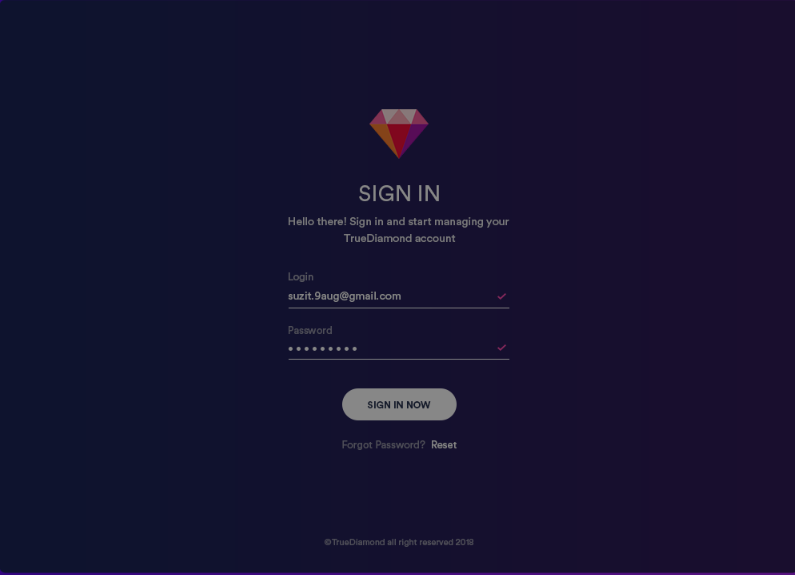 SIGN IN
Hello there! Sign in and start managing your
TrueDiamond account
Login
suzit.9aug@gmail.com
Password
SIGN IN NOW
Forgot Password? Reset
©TrueDiamond all right reserved 2018